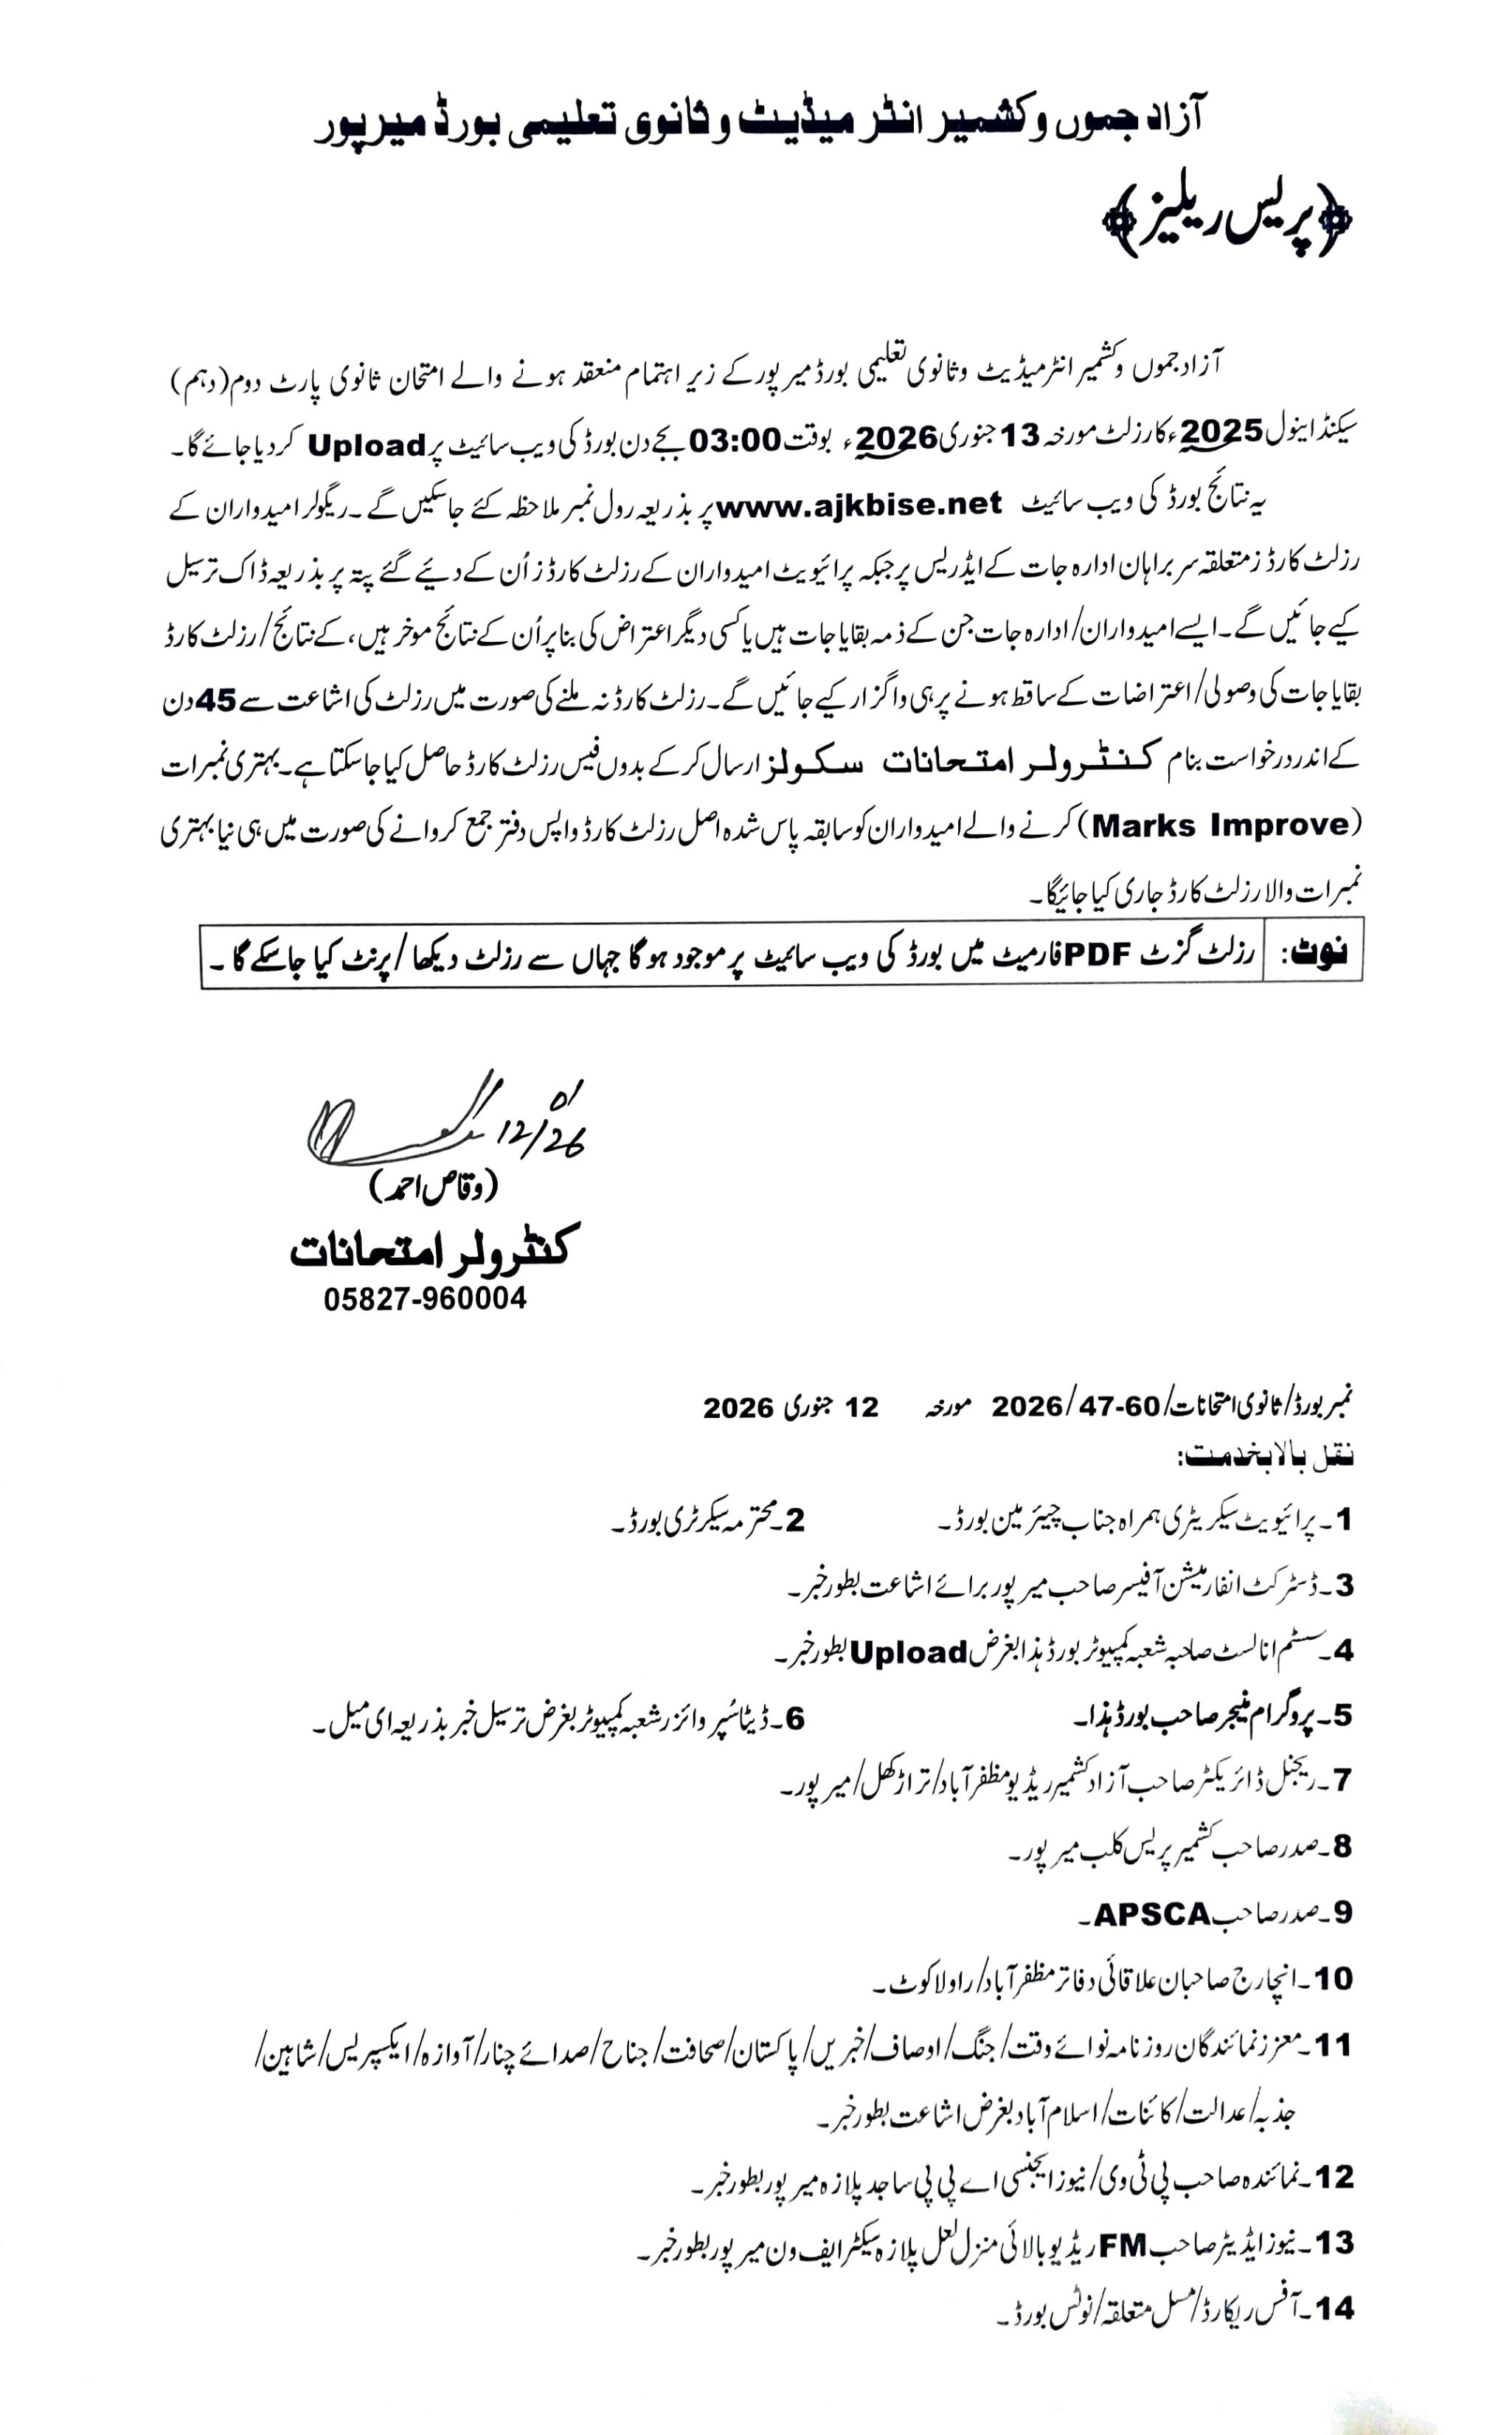 آزاد جموں و کشمیر انٹر میڈیٹ و ثانوی تعلیمی بورڈ میرپور
﴿پریس ریلیز﴾
آزاد جموں و کشمیر انٹرمیڈیٹ و ثانوی تعلیمی بورڈ میرپور کے زیر اہتمام منعقد ہونے والے امتحان ثانوی پارٹ دوم (دہم)
سیکنڈ اینول 2025ء کا رزلٹ مورخہ 13 جنوری 2026ء بوقت 03:00 بجے دن بورڈ کی ویب سائیٹ پر Upload کر دیا جائے گا۔
یہ نتائج بورڈ کی ویب سائیٹ www.ajkbise.net پر بذریعہ رول نمبر ملاحظہ کئے جا سکیں گے۔ ریگولر امیدواران کے
رزلٹ کارڈز متعلقہ سربراہان ادارہ جات کے ایڈریس پر جبکہ پرائیویٹ امیدواران کے رزلٹ کارڈز اُن کے دیئے گئے پتہ پر بذریعہ ڈاک ترسیل
کیے جائیں گے۔ ایسے امیدواران/ادارہ جات جن کے ذمہ بقایا جات ہیں یا کسی دیگر اعتراض کی بنا پر اُن کے نتائج موخر ہیں، کے نتائج/رزلٹ کارڈ
بقایا جات کی وصولی/اعتراضات کے ساقط ہونے پر ہی واگزار کیے جائیں گے۔ رزلٹ کارڈ نہ ملنے کی صورت میں رزلٹ کی اشاعت سے 45 دن
کے اندر درخواست بنام کنٹرولر امتحانات سکولز ارسال کر کے بدوں فیس رزلٹ کارڈ حاصل کیا جا سکتا ہے۔ بہتری نمبرات
(Marks Improve) کرنے والے امیدواران کو سابقہ پاس شدہ اصل رزلٹ کارڈ واپس دفتر جمع کروانے کی صورت میں ہی نیا بہتری
نمبرات والا رزلٹ کارڈ جاری کیا جائیگا۔
نوٹ: رزلٹ گزٹ PDF فارمیٹ میں بورڈ کی ویب سائیٹ پر موجود ہو گا جہاں سے رزلٹ دیکھا/پرنٹ کیا جا سکے گا۔
12/01/26
(وقاص احمد)
کنٹرولر امتحانات
05827-960004
نمبر بورڈ/ثانوی امتحانات/2026/47-60 مورخہ 12 جنوری 2026
نقل بالا بخدمت:
1۔ پرائیویٹ سیکریٹری ہمراہ جناب چیئرمین بورڈ۔ 2۔ محترمہ سیکرٹری بورڈ۔
3۔ ڈسٹرکٹ انفارمیشن آفیسر صاحب میرپور برائے اشاعت بطور خبر۔
4۔ سسٹم انالسٹ صاحبہ شعبہ کمپیوٹر بورڈ ہذا بغرض Upload بطور خبر۔
5۔ پروگرام منیجر صاحب بورڈ ہذا۔ 6۔ ڈیٹا سُپر وائزر شعبہ کمپیوٹر بغرض ترسیل خبر بذریعہ ای میل۔
7۔ ریجنل ڈائریکٹر صاحب آزاد کشمیر ریڈیو مظفرآباد/تراڑکھل/میرپور۔
8۔ صدر صاحب کشمیر پریس کلب میرپور۔
9۔ صدر صاحب APSCA۔
10۔ انچارج صاحبان علاقائی دفاتر مظفرآباد/راولاکوٹ۔
11۔ معزز نمائندگان روزنامہ نوائے وقت/جنگ/اوصاف/خبریں/پاکستان/صحافت/جناح/صدائے چنار/آوازہ/ایکسپریس/شاہین/
جذبہ/عدالت/کائنات/اسلام آباد بغرض اشاعت بطور خبر۔
12۔ نمائندہ صاحب پی ٹی وی/نیوز ایجنسی اے پی پی ساجد پلازہ میرپور بطور خبر۔
13۔ نیوز ایڈیٹر صاحب FM ریڈیو بالائی منزل لعل پلازہ سیکٹر ایف ون میرپور بطور خبر۔
14۔ آفس ریکارڈ/مسل متعلقہ/نوٹس بورڈ۔